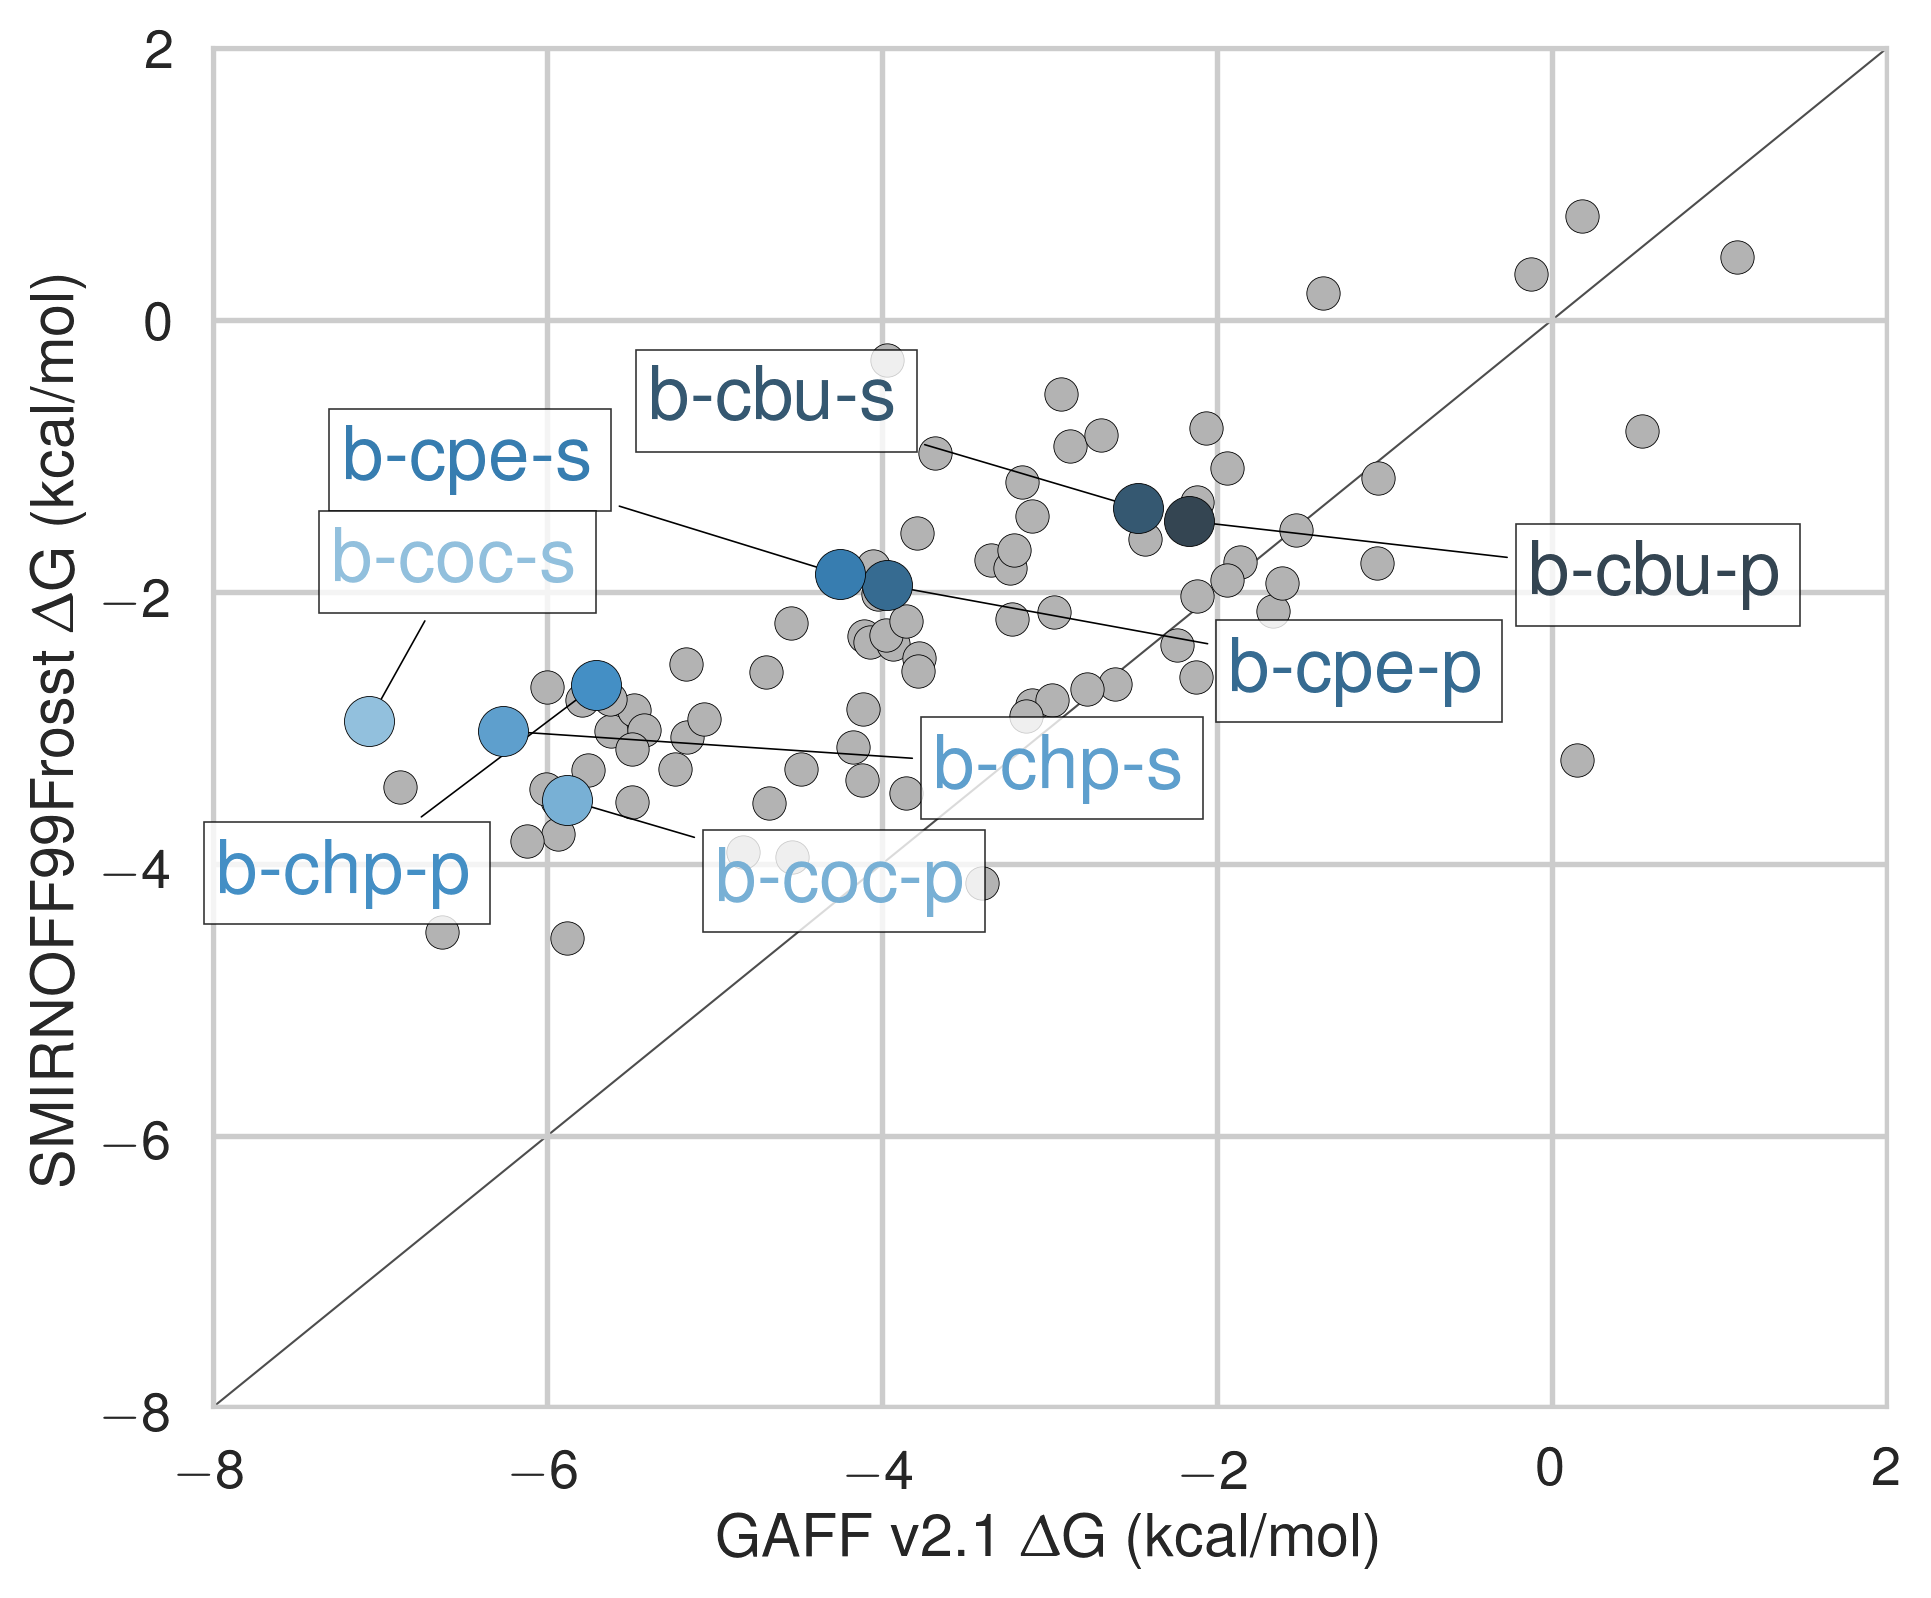 2
0
−2
−4
−6
−8
SMIRNOFF99Frosst ΔG (kcal/mol)
b-cbu-s
b-cpe-s
b-coc-s
b-cbu-p
b-cpe-p
b-chp-s
b-chp-p
b-coc-p
−8 −6 −4 −2 0 2
GAFF v2.1 ΔG (kcal/mol)